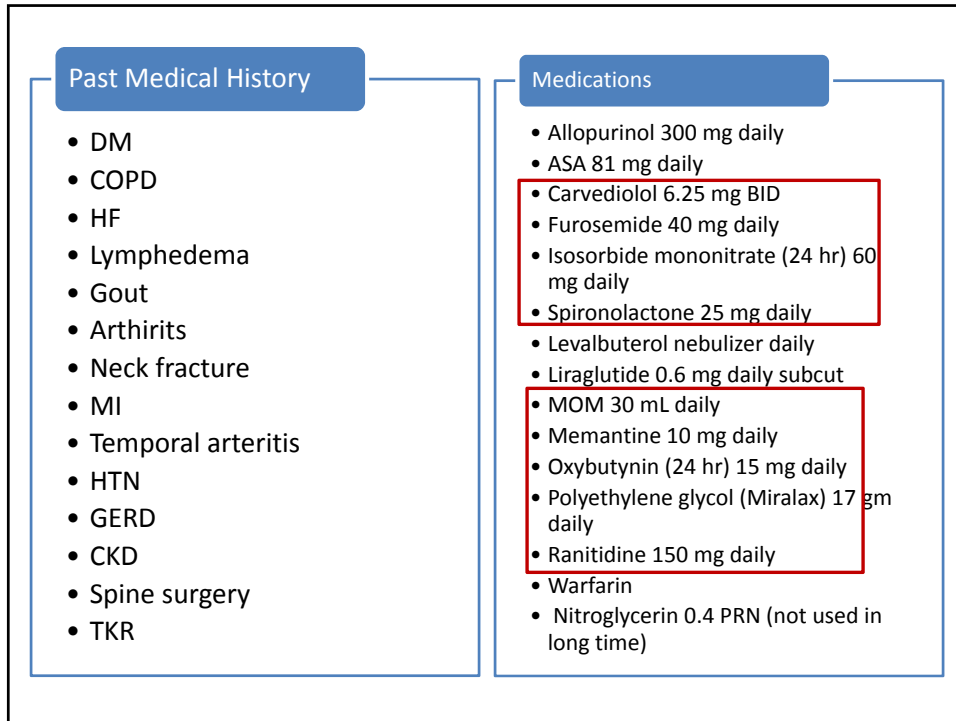 Past Medical History
• DM
• COPD
• HF
• Lymphedema
• Gout
• Arthirits
• Neck fracture
• MI
• Temporal arteritis
• HTN
• GERD
• CKD
• Spine surgery
• TKR
Medications
• Allopurinol 300 mg daily
• ASA 81 mg daily
• Carvediolol 6.25 mg BID
• Furosemide 40 mg daily
• Isosorbide mononitrate (24 hr) 60
mg daily
• Spironolactone 25 mg daily
• Levalbuterol nebulizer daily
• Liraglutide 0.6 mg daily subcut
• MOM 30 mL daily
• Memantine 10 mg daily
• Oxybutynin (24 hr) 15 mg daily
• Polyethylene glycol (Miralax) 17 gm
daily
• Ranitidine 150 mg daily
• Warfarin
• Nitroglycerin 0.4 PRN (not used in
long time)